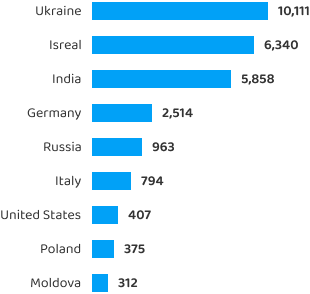 Ukraine 10,111
Isreal 6,340
India 5,858
Germany 2,514
Russia 963
Italy 794
United States 407
Poland 375
Moldova 312